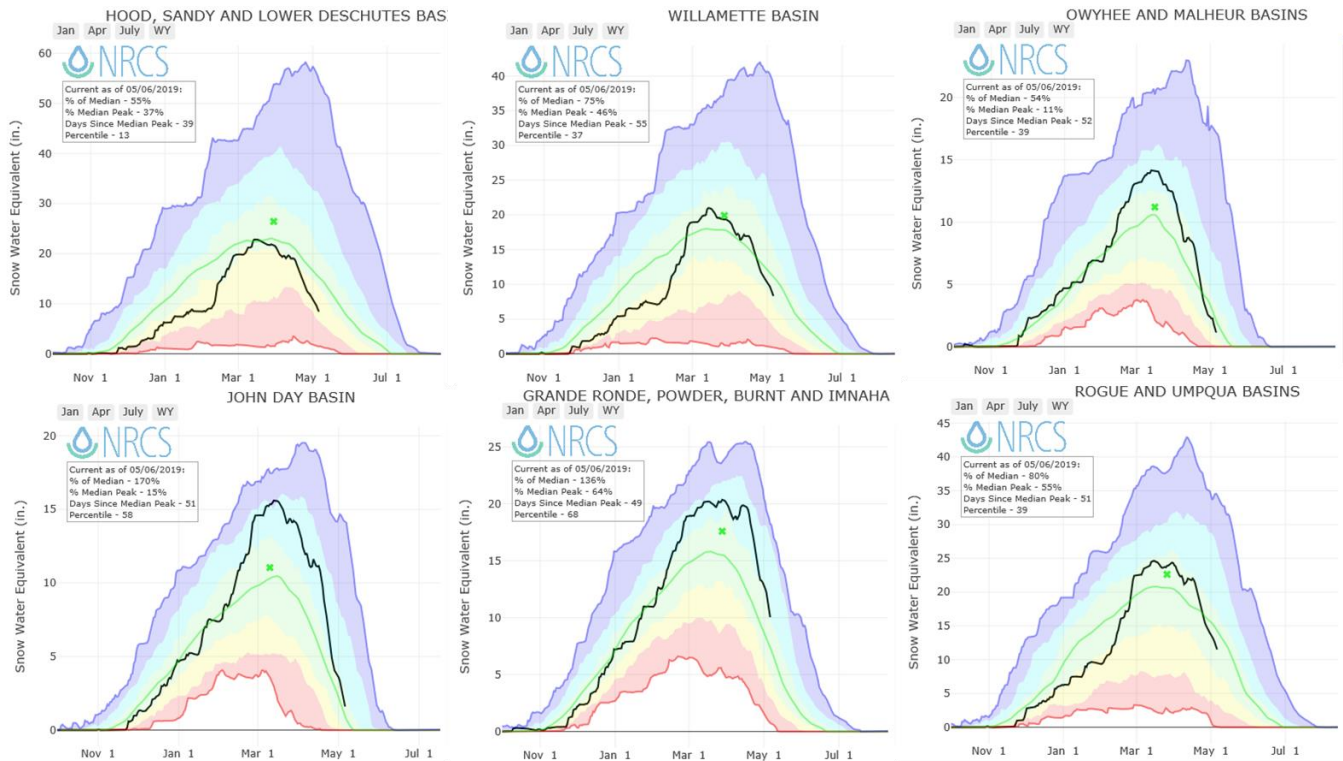 HOOD, SANDY AND LOWER DESCHUTES BAS
Jan Apr July WY
NRCS
Current as of 05/06/2019:
% of Median - 55%
% Median Peak - 37%
Days Since Median Peak - 39
Percentile - 13
Snow Water Equivalent (in.)
60
50
40
30
20
10
0
Nov 1 Jan 1 Mar 1 May 1 Jul 1
WILLAMETTE BASIN
Jan Apr July WY
NRCS
Current as of 05/06/2019:
% of Median - 75%
% Median Peak - 46%
Days Since Median Peak - 55
Percentile - 37
Snow Water Equivalent (in.)
40
35
30
25
20
15
10
5
0
Nov 1 Jan 1 Mar 1 May 1 Jul 1
OWYHEE AND MALHEUR BASINS
Jan Apr July WY
NRCS
Current as of 05/06/2019:
% of Median - 54%
% Median Peak - 11%
Days Since Median Peak - 52
Percentile - 39
Snow Water Equivalent (in.)
20
15
10
5
0
Nov 1 Jan 1 Mar 1 May 1 Jul 1
JOHN DAY BASIN
Jan Apr July WY
NRCS
Current as of 05/06/2019:
% of Median - 170%
% Median Peak - 15%
Days Since Median Peak - 51
Percentile - 58
Snow Water Equivalent (in.)
20
15
10
5
0
Nov 1 Jan 1 Mar 1 May 1 Jul 1
GRANDE RONDE, POWDER, BURNT AND IMNAHA
Jan Apr July WY
NRCS
Current as of 05/06/2019:
% of Median - 136%
% Median Peak - 64%
Days Since Median Peak - 49
Percentile - 68
Snow Water Equivalent (in.)
25
20
15
10
5
0
Nov 1 Jan 1 Mar 1 May 1 Jul 1
ROGUE AND UMPQUA BASINS
Jan Apr July WY
NRCS
Current as of 05/06/2019:
% of Median - 80%
% Median Peak - 55%
Days Since Median Peak - 51
Percentile - 39
Snow Water Equivalent (in.)
45
40
35
30
25
20
15
10
5
0
Nov 1 Jan 1 Mar 1 May 1 Jul 1